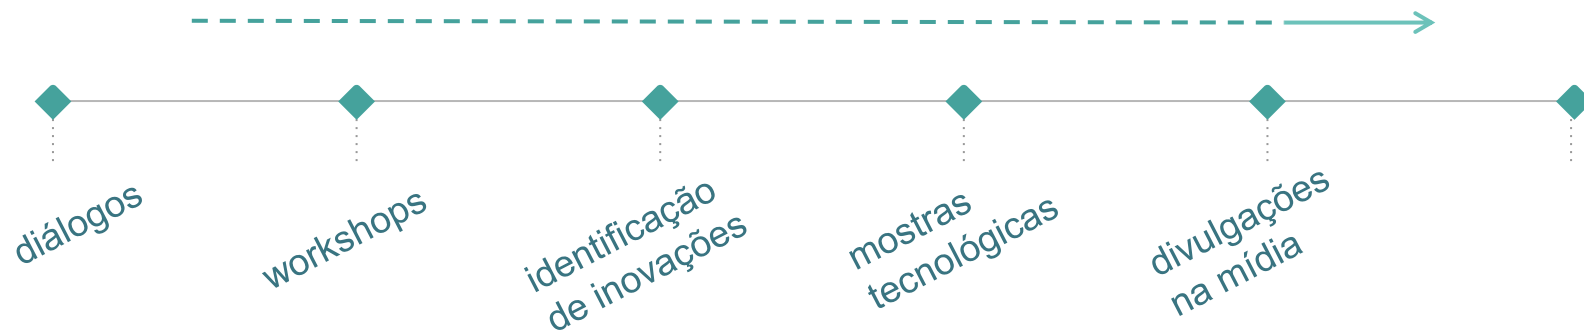 diálogos
workshops
identificação
de inovações
mostras
tecnológicas
divulgações
na mídia